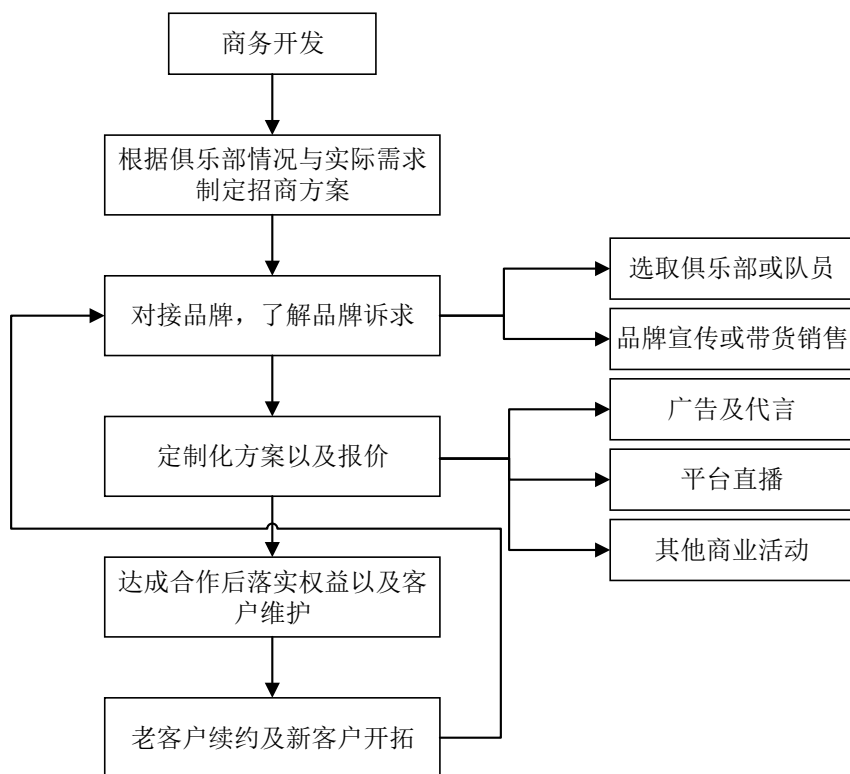 商务开发
根据俱乐部情况与实际需求
制定招商方案
对接品牌，了解品牌诉求
选取俱乐部或队员
品牌宣传或带货销售
定制化方案以及报价
广告及代言
平台直播
其他商业活动
达成合作后落实权益以及客
户维护
老客户续约及新客户开拓